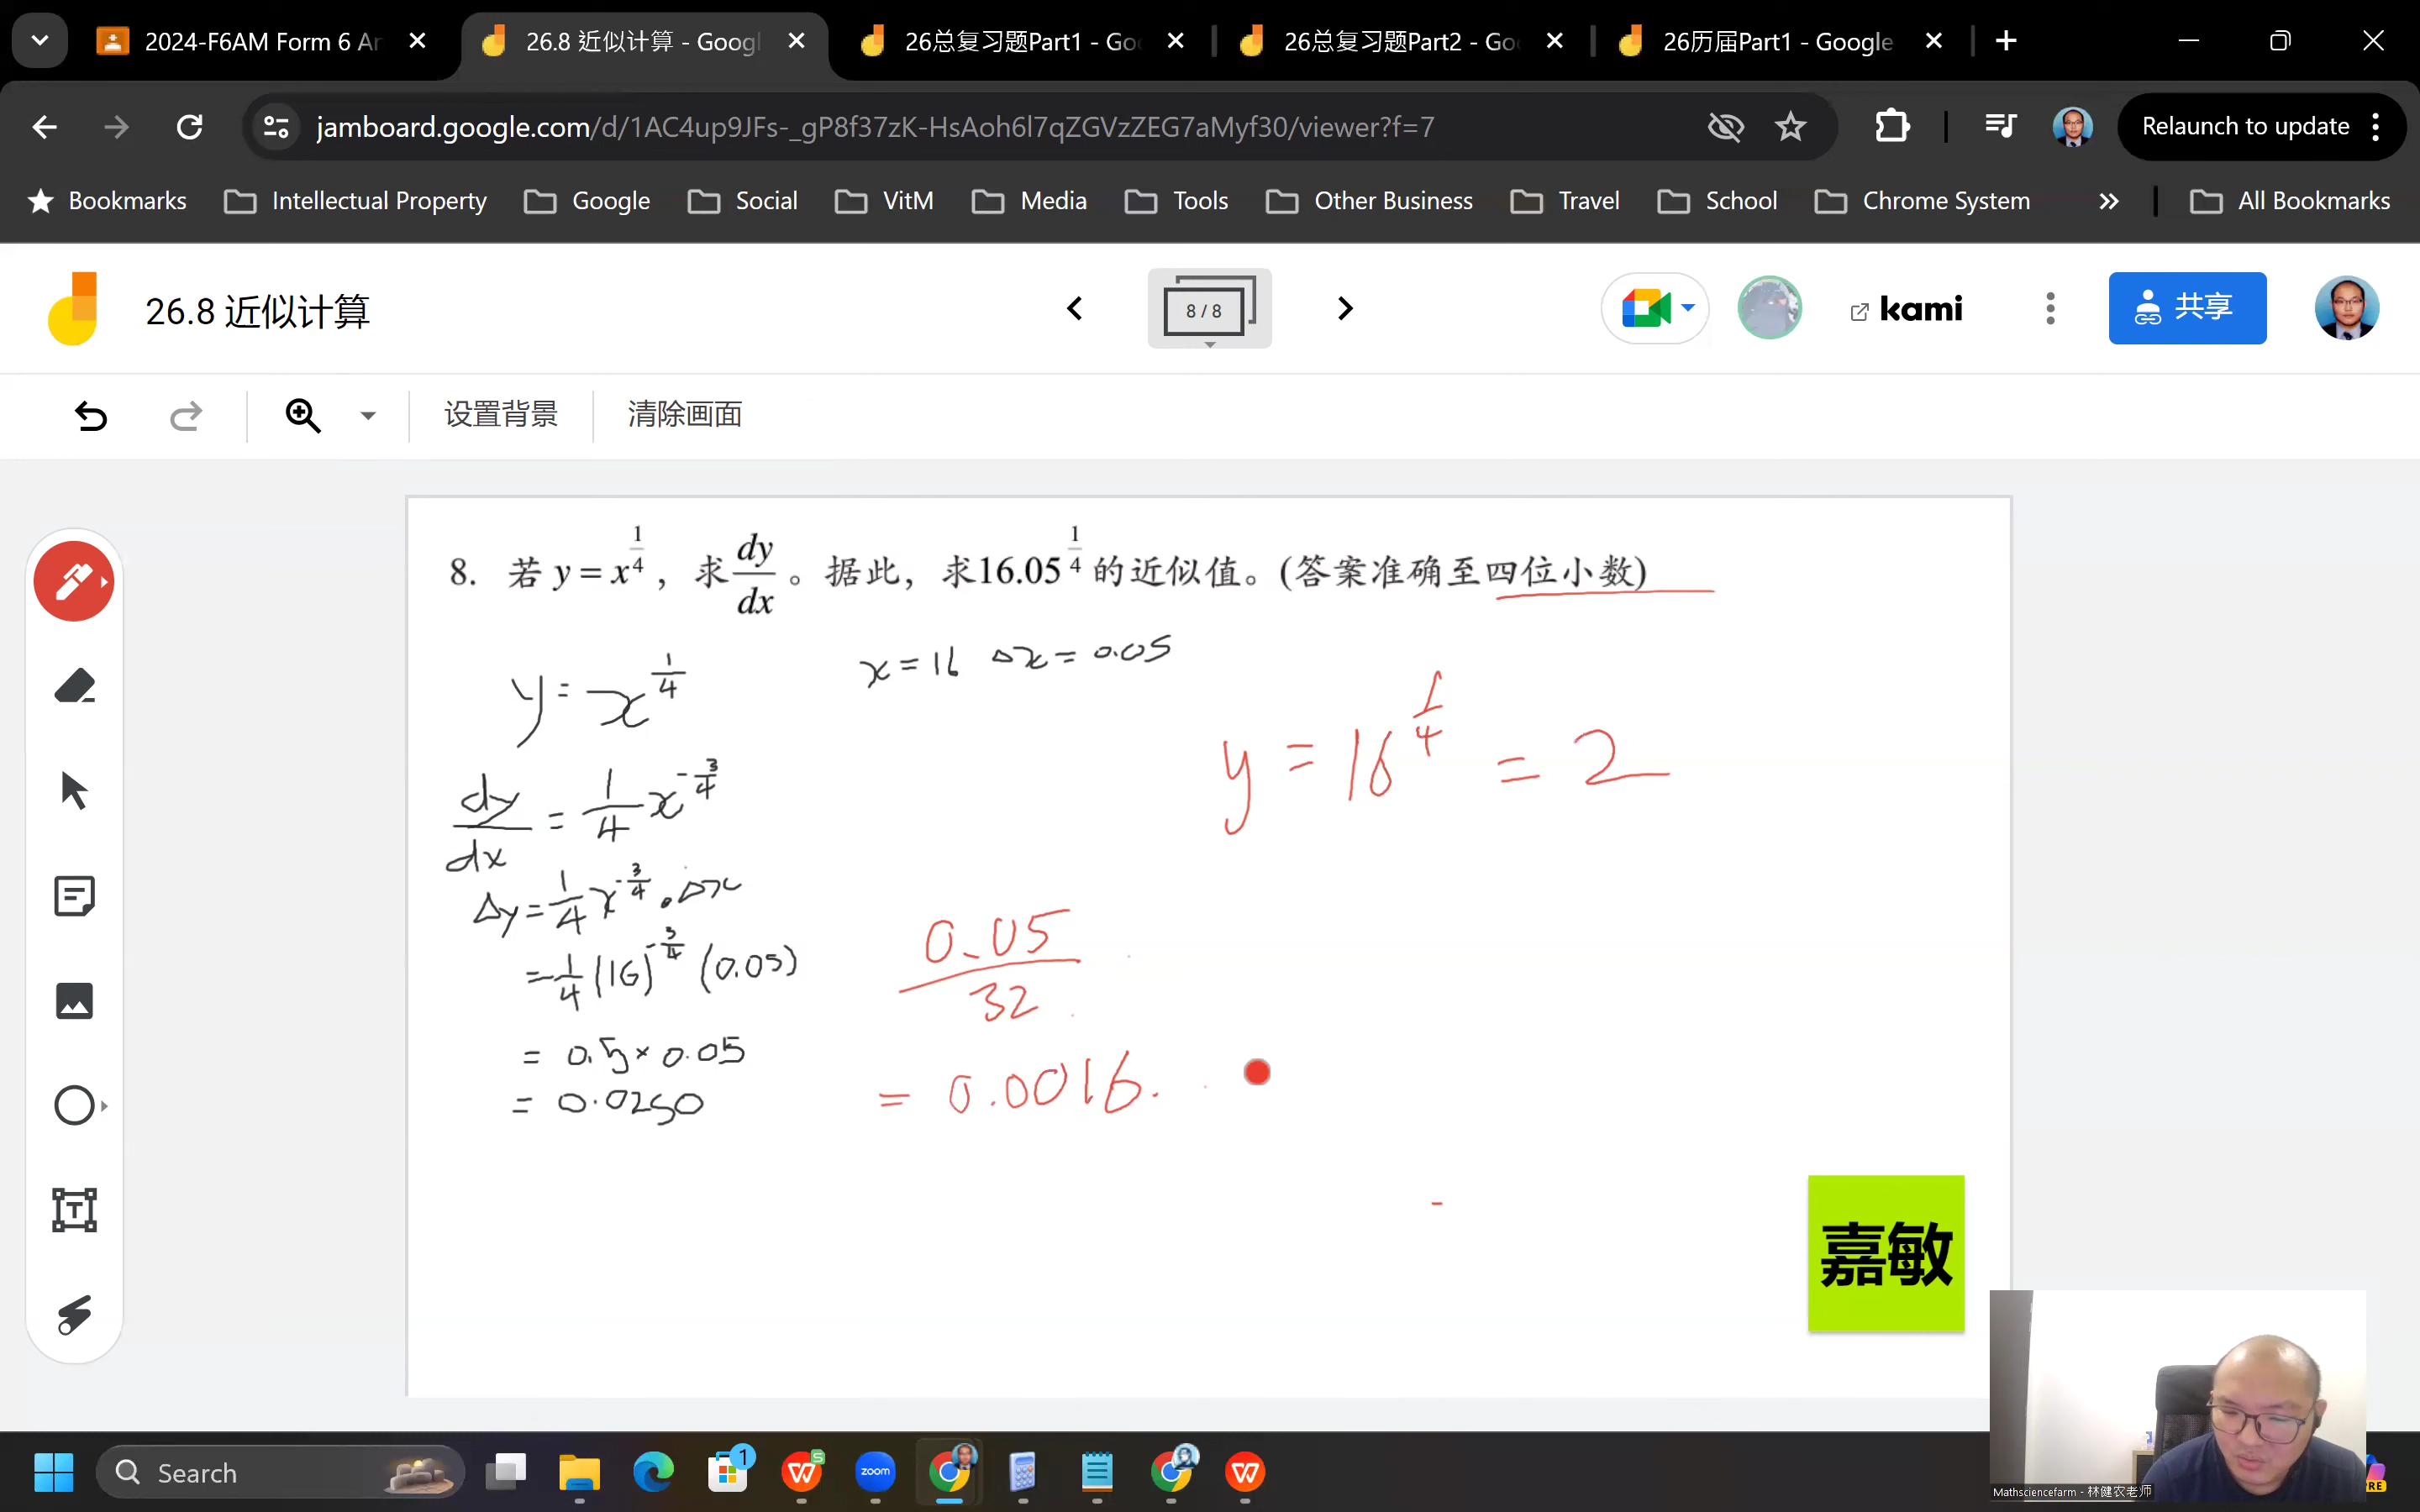 2024-F6AM Form 6 Ar
26.8 近似计算 - Googl
26总复习题Part1 - Go
26总复习题Part2 - Go
26历届Part1 - Google
jamboard.google.com/d/1AC4up9JFs-_gP8f37zK-HsAoh6l7qZGVzZEG7aMyf30/viewer?f=7
Relaunch to update
Bookmarks Intellectual Property Google Social VitM Media Tools Other Business Travel School Chrome System » All Bookmarks
26.8 近似计算
8 / 8
kami
共享
设置背景 清除画面
8. 若 y = x^{1/4}, 求 dy/dx 。据此, 求16.05^{1/4} 的近似值。(答案准确至四位小数)
x = 16 Δx = 0.05
y = x^{1/4}
y = 16^{1/4} = 2
dy/dx = 1/4 x^{-3/4}
Δy = 1/4 x^{-3/4} · Δx
= 1/4 (16)^{-3/4} (0.05)
0.05/32
= 0.5 × 0.05
= 0.0250
= 0.0016.
嘉敏
Mathsciencefarm - 林健农老师
Search
1
zoom